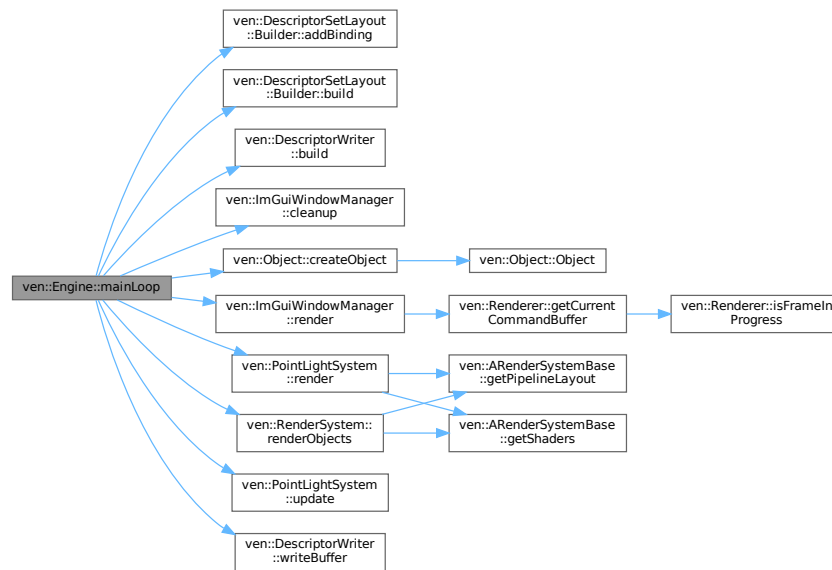 ven::DescriptorSetLayout
::Builder::addBinding
ven::DescriptorSetLayout
::Builder::build
ven::DescriptorWriter
::build
ven::ImGuiWindowManager
::cleanup
ven::Engine::mainLoop
ven::Object::createObject
ven::Object::Object
ven::ImGuiWindowManager
::render
ven::Renderer::getCurrent
CommandBuffer
ven::Renderer::isFrameIn
Progress
ven::PointLightSystem
::render
ven::ARenderSystemBase
::getPipelineLayout
ven::RenderSystem::
renderObjects
ven::ARenderSystemBase
::getShaders
ven::PointLightSystem
::update
ven::DescriptorWriter
::writeBuffer